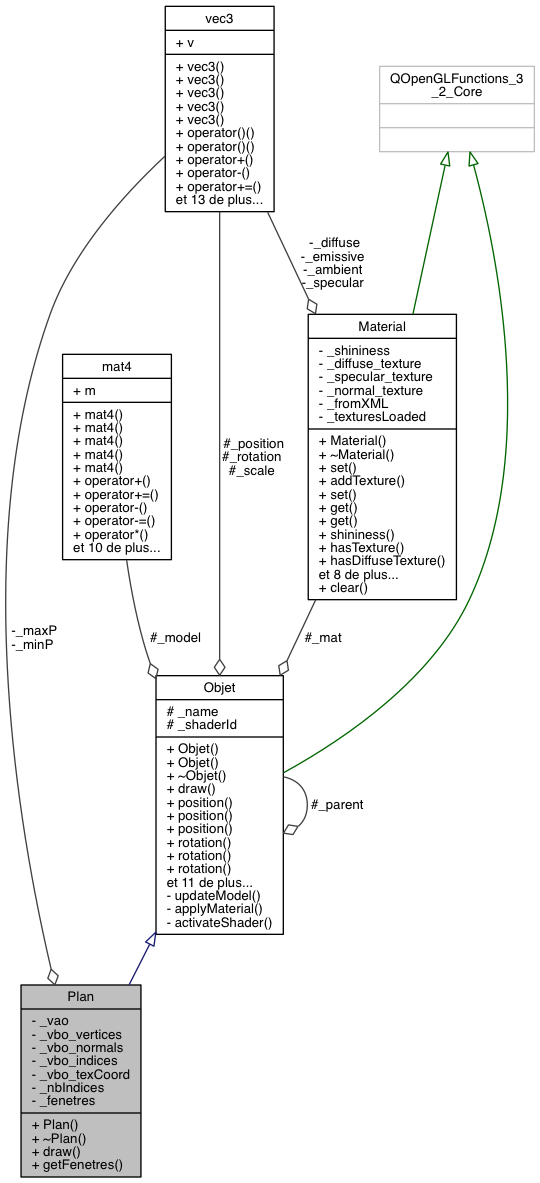 vec3
+ v
+ vec3()
+ vec3()
+ vec3()
+ vec3()
+ vec3()
+ operator()()
+ operator()()
+ operator+()
+ operator-()
+ operator+=()
et 13 de plus...
QOpenGLFunctions_3
_2_Core
-_diffuse
-_emissive
-_ambient
-_specular
Material
- _shininess
- _diffuse_texture
- _specular_texture
- _normal_texture
- _fromXML
- _texturesLoaded
+ Material()
+ ~Material()
+ set()
+ addTexture()
+ set()
+ get()
+ get()
+ shininess()
+ hasTexture()
+ hasDiffuseTexture()
et 8 de plus...
+ clear()
mat4
+ m
+ mat4()
+ mat4()
+ mat4()
+ mat4()
+ mat4()
+ operator+()
+ operator+=()
+ operator-()
+ operator-=()
+ operator*()
et 10 de plus...
#_position
#_rotation
#_scale
-_maxP
-_minP
#_model
#_mat
Objet
# _name
# _shaderId
+ Objet()
+ Objet()
+ ~Objet()
+ draw()
+ position()
+ position()
+ position()
+ rotation()
+ rotation()
+ rotation()
et 11 de plus...
- updateModel()
- applyMaterial()
- activateShader()
#_parent
Plan
- _vao
- _vbo_vertices
- _vbo_normals
- _vbo_indices
- _vbo_texCoord
- _nbIndices
- _fenetres
+ Plan()
+ ~Plan()
+ draw()
+ getFenetres()